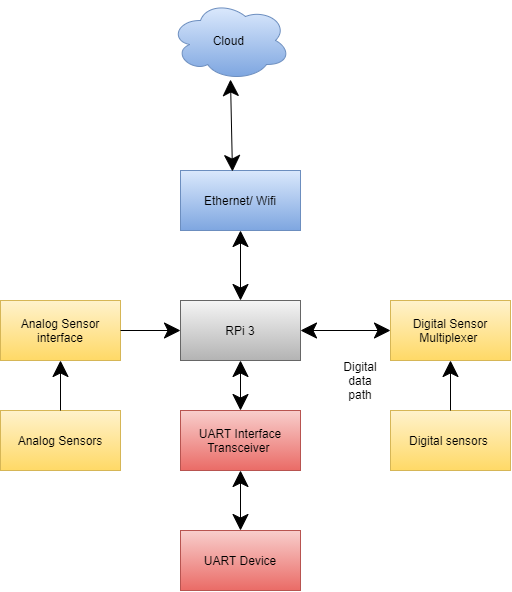 Cloud
Ethernet/ Wifi
Analog Sensor
interface
RPi 3
Digital Sensor
Multiplexer
Digital
data
path
Analog Sensors
UART Interface
Transceiver
Digital sensors
UART Device